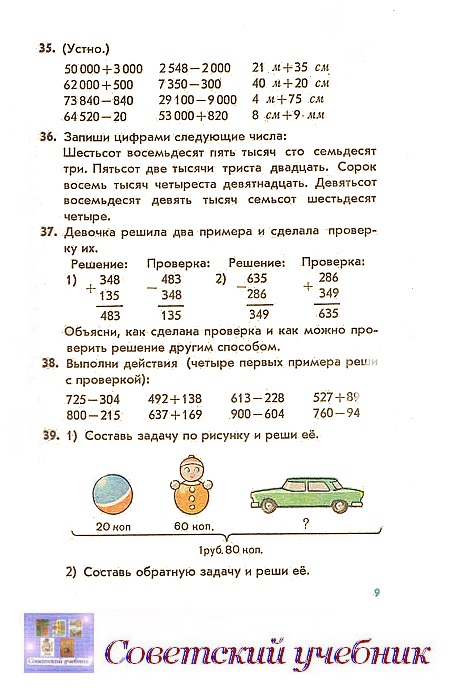 35. (Устно.)
50 000+3 000 2 548−2 000 21 м+35 см
62 000+500 7 350−300 40 м+20 см
73 840−840 29 100−9 000 4 м+75 см
64 520−20 53 000+820 8 см+9 мм
36. Запиши цифрами следующие числа:
Шестьсот восемьдесят пять тысяч сто семьдесят
три. Пятьсот две тысячи триста двадцать. Сорок
восемь тысяч четыреста девятнадцать. Девятьсот
восемьдесят девять тысяч семьсот шестьдесят
четыре.
37. Девочка решила два примера и сделала провер-
ку их.
Решение: Проверка: Решение: Проверка:
1) + 348 − 483 2) − 635 + 286
135 348 286 349
483 135 349 635
Объясни, как сделана проверка и как можно про-
верить решение другим способом.
38. Выполни действия (четыре первых примера реши
с проверкой):
725−304 492+138 613−228 527+89
800−215 637+169 900−604 760−94
39. 1) Составь задачу по рисунку и реши её.
20 коп 60 коп. ?
1руб. 80 коп.
2) Составь обратную задачу и реши её.
9
Советский учебник
Советский учебник